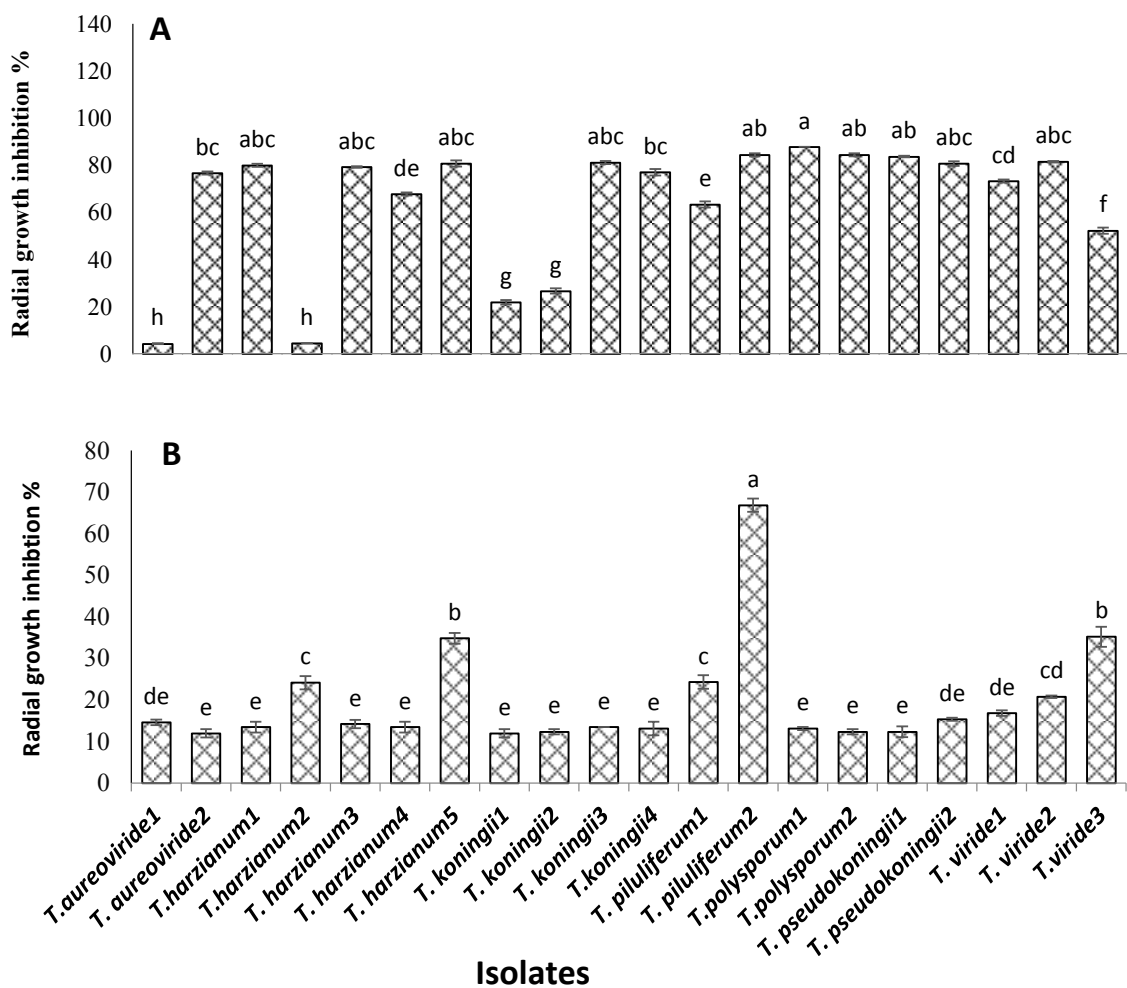 A
Radial growth inhibition %
140
120
100
80
60
40
20
0
h
bc
abc
h
abc
de
abc
g
g
abc
bc
e
ab
a
ab
ab
abc
cd
abc
f
B
Radial growth inhibtion %
80
70
60
50
40
30
20
10
0
de
e
e
c
e
e
b
e
e
e
e
c
a
e
e
e
de
de
cd
b
T.aureoviride1
T. aureoviride2
T.harzianum1
T.harzianum2
T. harzianum3
T. harzianum4
T. harzianum5
T. koningii1
T. koningii2
T. koningii3
T.koningii4
T. piluliferum1
T. piluliferum2
T.polysporum1
T.polysporum2
T. pseudokoningii1
T. pseudokoningii2
T. viride1
T. viride2
T.viride3
Isolates